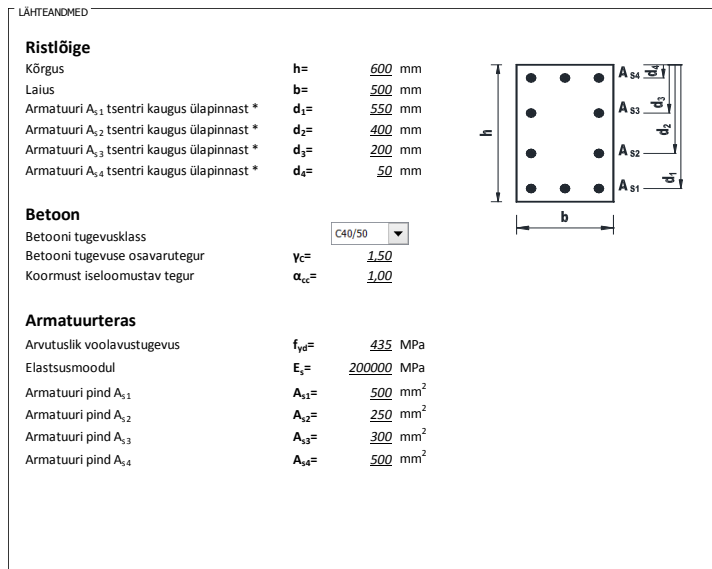 LÄHTEANDMED
Ristlõige
Kõrgus h= 600 mm
Laius b= 500 mm
Armatuuri As1 tsentri kaugus ülapinnast * d1= 550 mm
Armatuuri As2 tsentri kaugus ülapinnast * d2= 400 mm
Armatuuri As3 tsentri kaugus ülapinnast * d3= 200 mm
Armatuuri As4 tsentri kaugus ülapinnast * d4= 50 mm
h
b
As4
As3
As2
As1
d4
d3
d2
d1
Betoon
Betooni tugevusklass C40/50
Betooni tugevuse osavarutegur γC= 1,50
Koormust iseloomustav tegur αcc= 1,00
Armatuurteras
Arvutuslik voolavustugevus fyd= 435 MPa
Elastsusmoodul Es= 200000 MPa
Armatuuri pind As1 As1= 500 mm²
Armatuuri pind As2 As2= 250 mm²
Armatuuri pind As3 As3= 300 mm²
Armatuuri pind As4 As4= 500 mm²